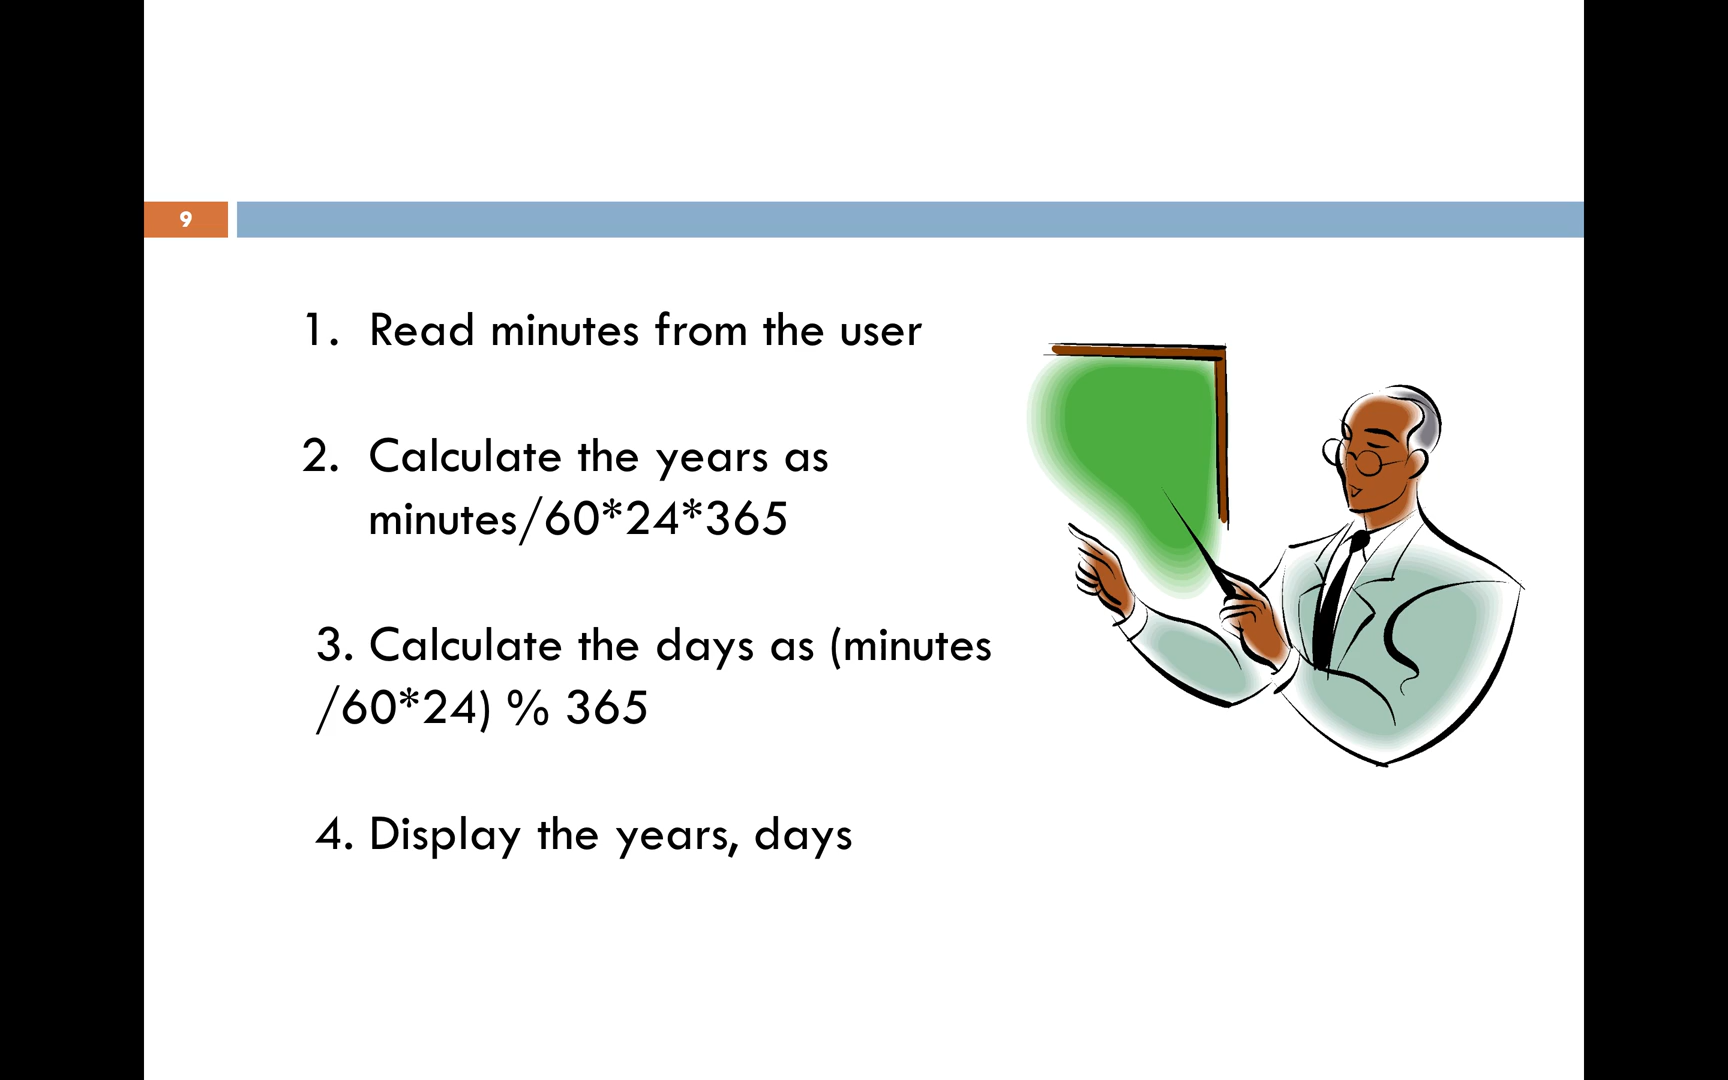 9
1. Read minutes from the user
2. Calculate the years as
minutes/60*24*365
3. Calculate the days as (minutes
/60*24) % 365
4. Display the years, days